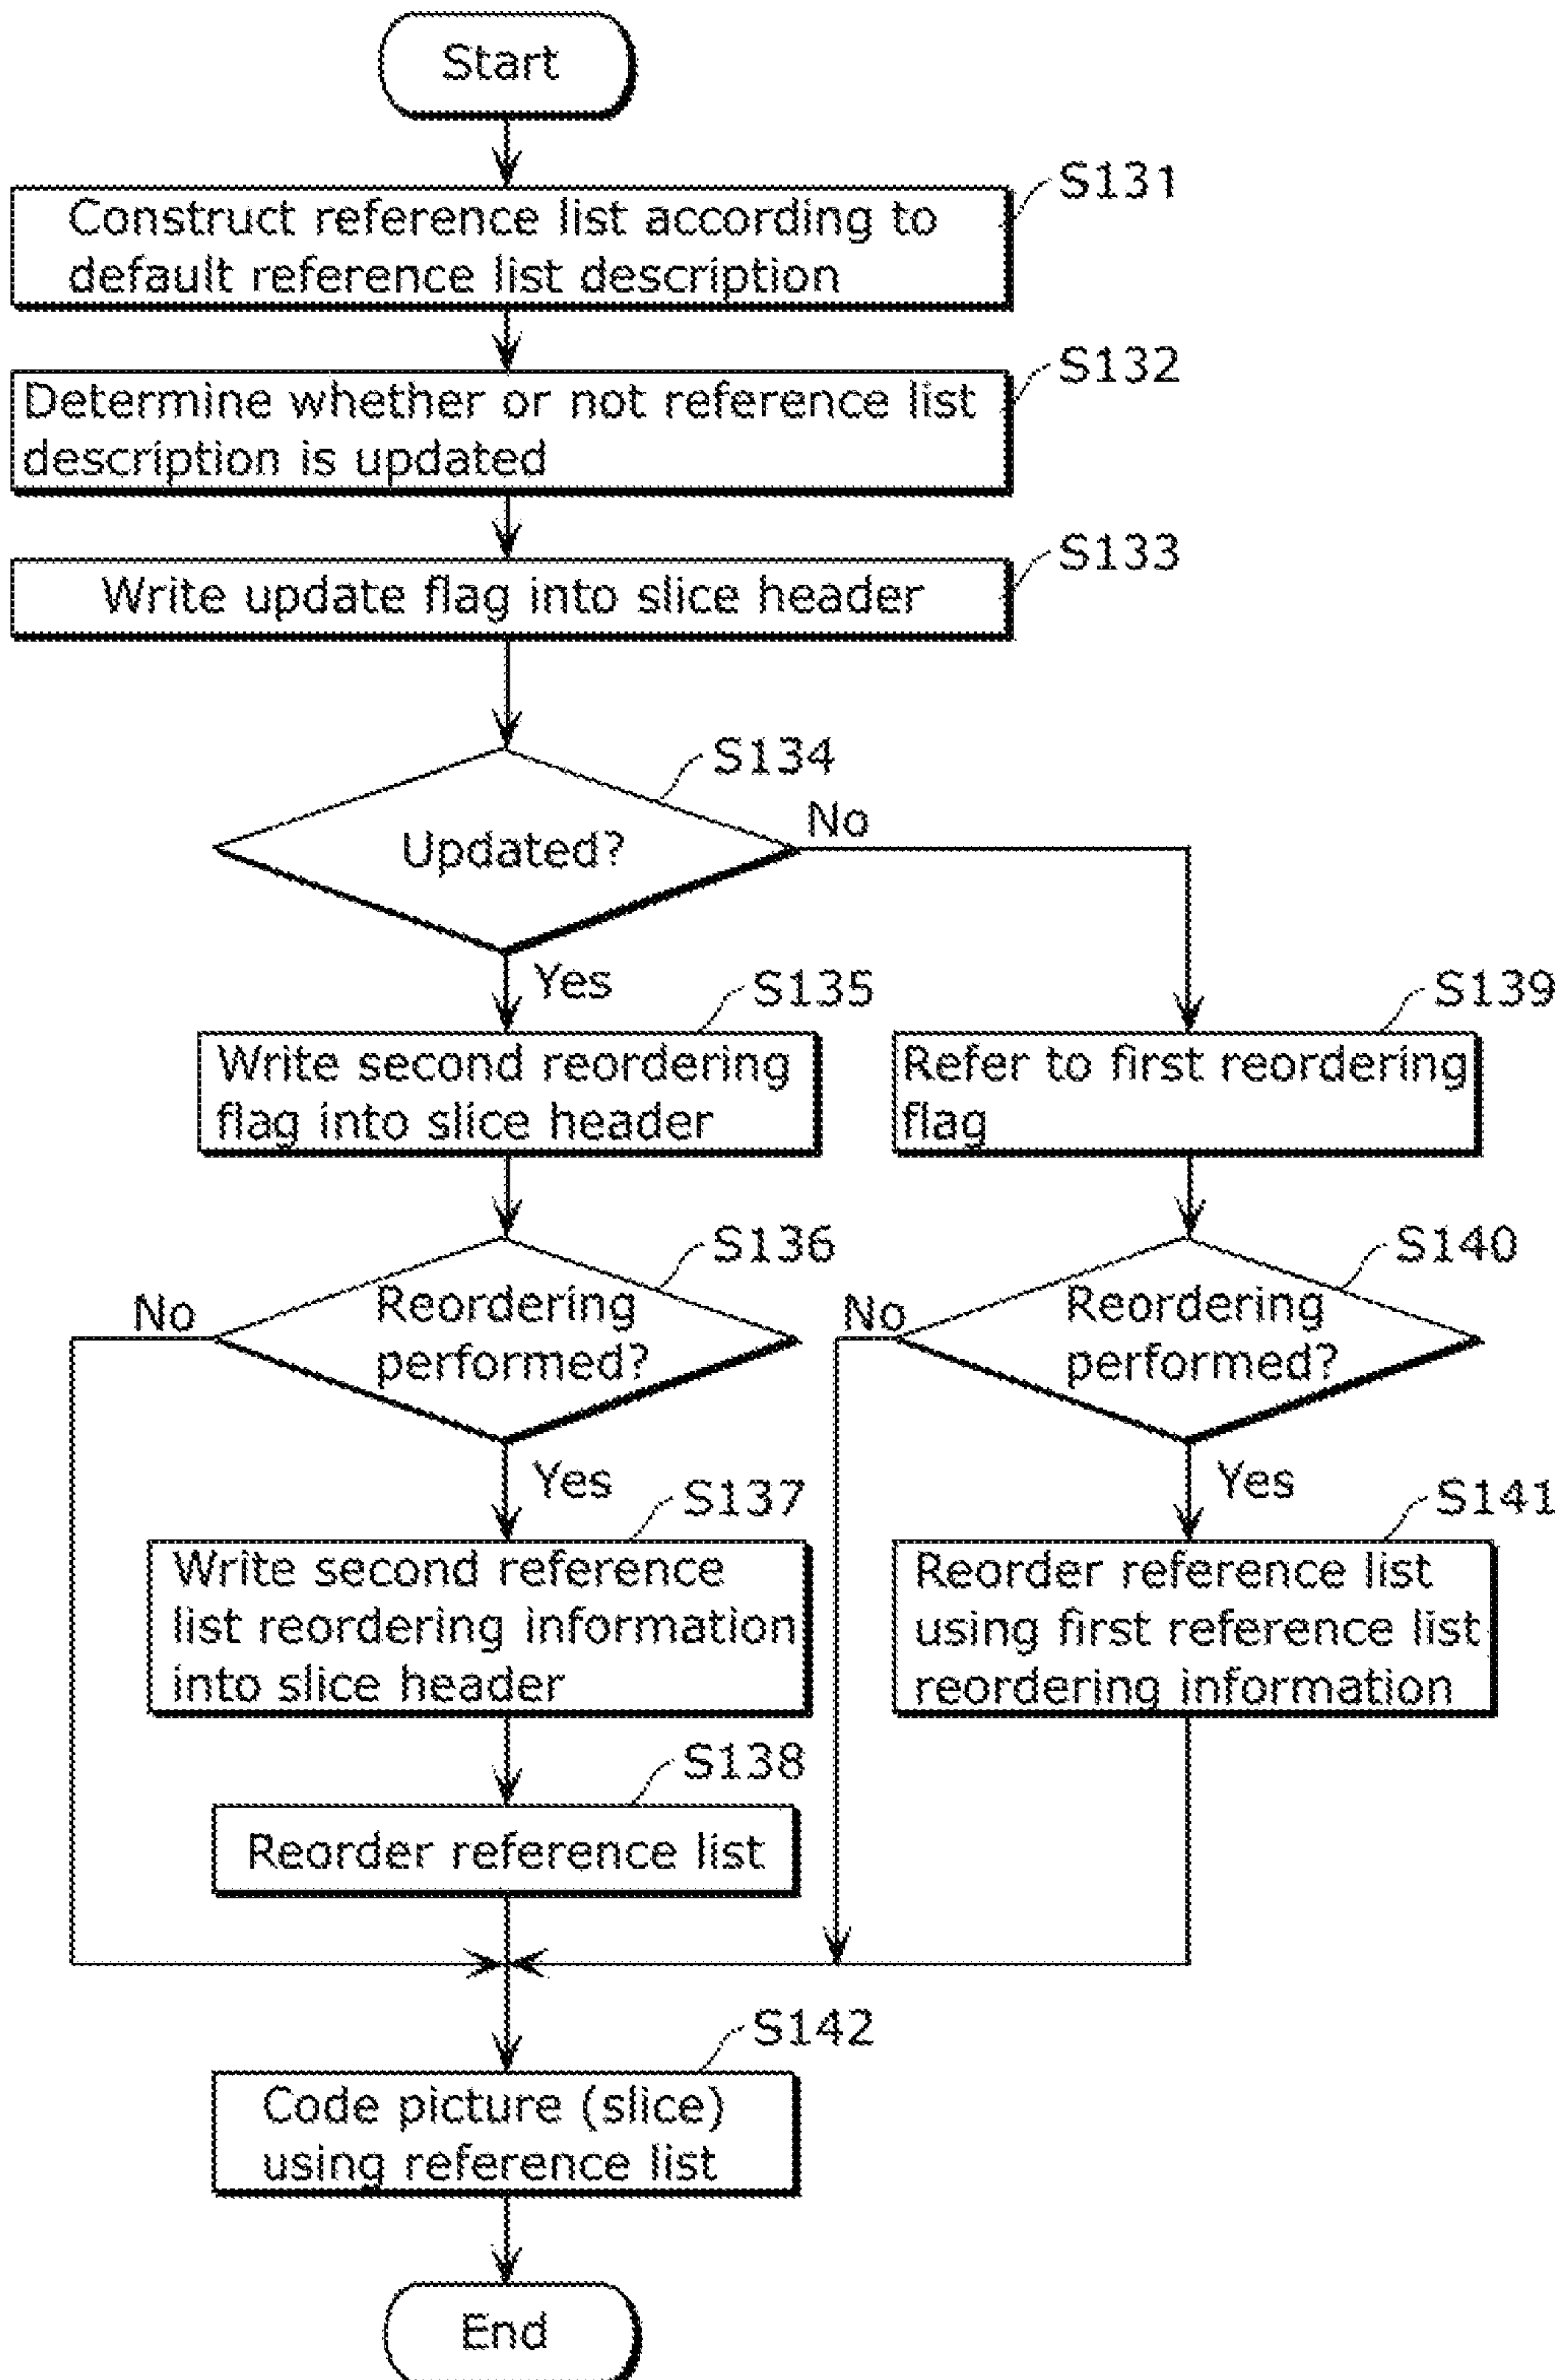 Start
S131
Construct reference list according to
default reference list description
S132
Determine whether or not reference list
description is updated
S133
Write update flag into slice header
S134
Updated?
No
Yes
S135
Write second reordering
flag into slice header
S139
Refer to first reordering
flag
S136
Reordering
performed?
No
Yes
S140
Reordering
performed?
No
Yes
S137
Write second reference
list reordering information
into slice header
S141
Reorder reference list
using first reference list
reordering information
S138
Reorder reference list
S142
Code picture (slice)
using reference list
End